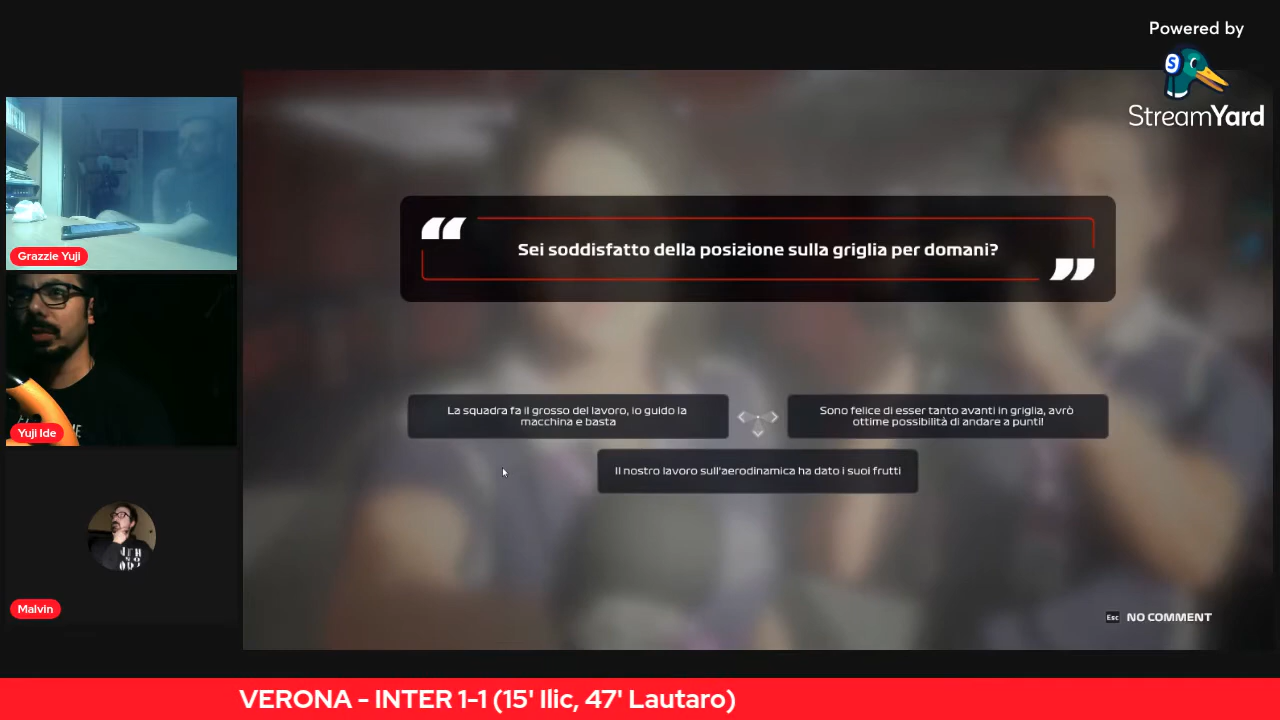 Powered by
StreamYard
Grazzie Yuji
Yuji Ide
Malvin
Sei soddisfatto della posizione sulla griglia per domani?
La squadra fa il grosso del lavoro, io guido la
macchina e basta
Sono felice di esser tanto avanti in griglia, avrò
ottime possibilità di andare a punti!
Il nostro lavoro sull'aerodinamica ha dato i suoi frutti
Esc NO COMMENT
VERONA - INTER 1-1 (15' Ilic, 47' Lautaro)